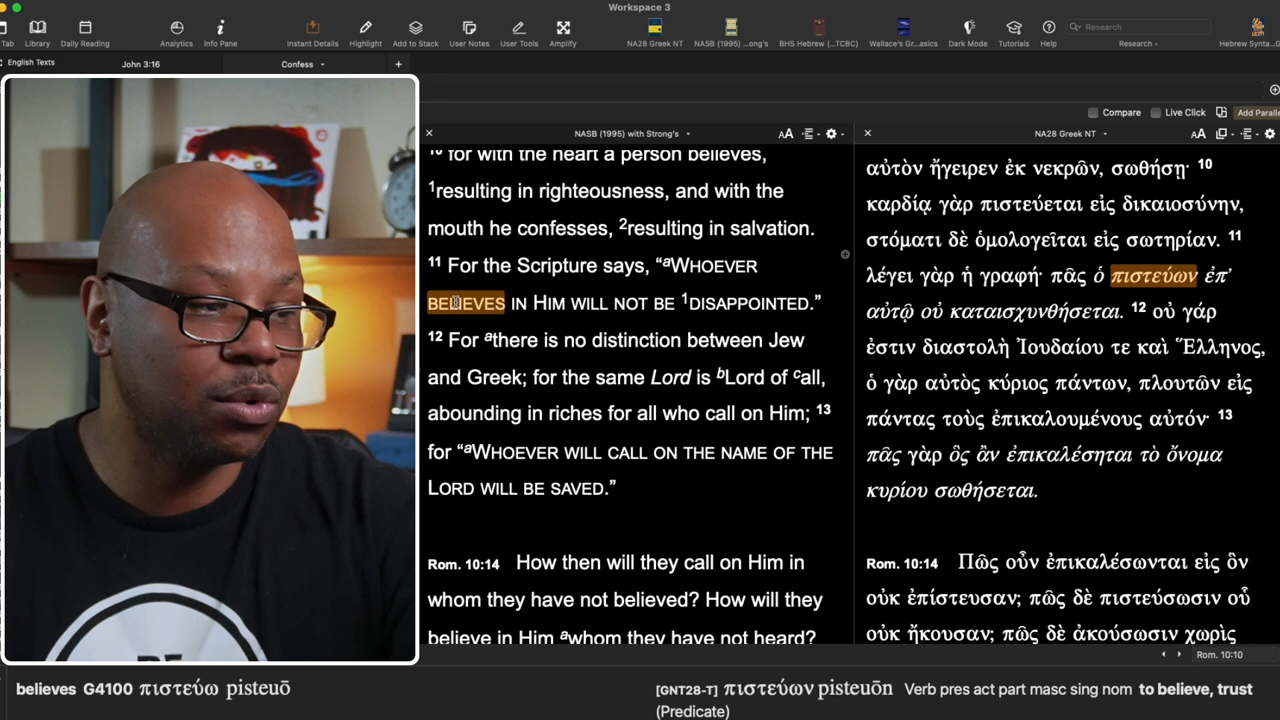 Workspace 3
Tab Library Daily Reading Analytics Info Pane Instant Details Highlight Add to Stack User Notes User Tools Amplify NA28 Greek NT NASB (1995) ...ong's BHS Hebrew (...TCBC) Wallace's Gr...asics Dark Mode Tutorials Help Research Research Hebrew Synta...
English Texts John 3:16 Confess +
Compare Live Click Add Paralle
NASB (1995) with Strong's
10 for with the heart a person believes,
1resulting in righteousness, and with the
mouth he confesses, 2resulting in salvation.
11 For the Scripture says, “aWHOEVER
BELIEVES IN HIM WILL NOT BE 1DISAPPOINTED.”
12 For athere is no distinction between Jew
and Greek; for the same Lord is bLord of call,
abounding in riches for all who call on Him; 13
for “aWHOEVER WILL CALL ON THE NAME OF THE
LORD WILL BE SAVED.”
Rom. 10:14 How then will they call on Him in
whom they have not believed? How will they
believe in Him awhom they have not heard?
NA28 Greek NT
αὐτὸν ἤγειρεν ἐκ νεκρῶν, σωθήσῃ· 10
καρδίᾳ γὰρ πιστεύεται εἰς δικαιοσύνην,
στόματι δὲ ὁμολογεῖται εἰς σωτηρίαν. 11
λέγει γὰρ ἡ γραφή· πᾶς ὁ πιστεύων ἐπ’
αὐτῷ οὐ καταισχυνθήσεται. 12 οὐ γάρ
ἐστιν διαστολὴ Ἰουδαίου τε καὶ Ἕλληνος,
ὁ γὰρ αὐτὸς κύριος πάντων, πλουτῶν εἰς
πάντας τοὺς ἐπικαλουμένους αὐτόν· 13
πᾶς γὰρ ὃς ἂν ἐπικαλέσηται τὸ ὄνομα
κυρίου σωθήσεται.
Rom. 10:14 Πῶς οὖν ἐπικαλέσωνται εἰς ὃν
οὐκ ἐπίστευσαν; πῶς δὲ πιστεύσωσιν οὗ
οὐκ ἤκουσαν; πῶς δὲ ἀκούσωσιν χωρὶς
Rom. 10:10
believes G4100 πιστεύω pisteuō
[GNT28-T] πιστεύων pisteuōn Verb pres act part masc sing nom to believe, trust
(Predicate)